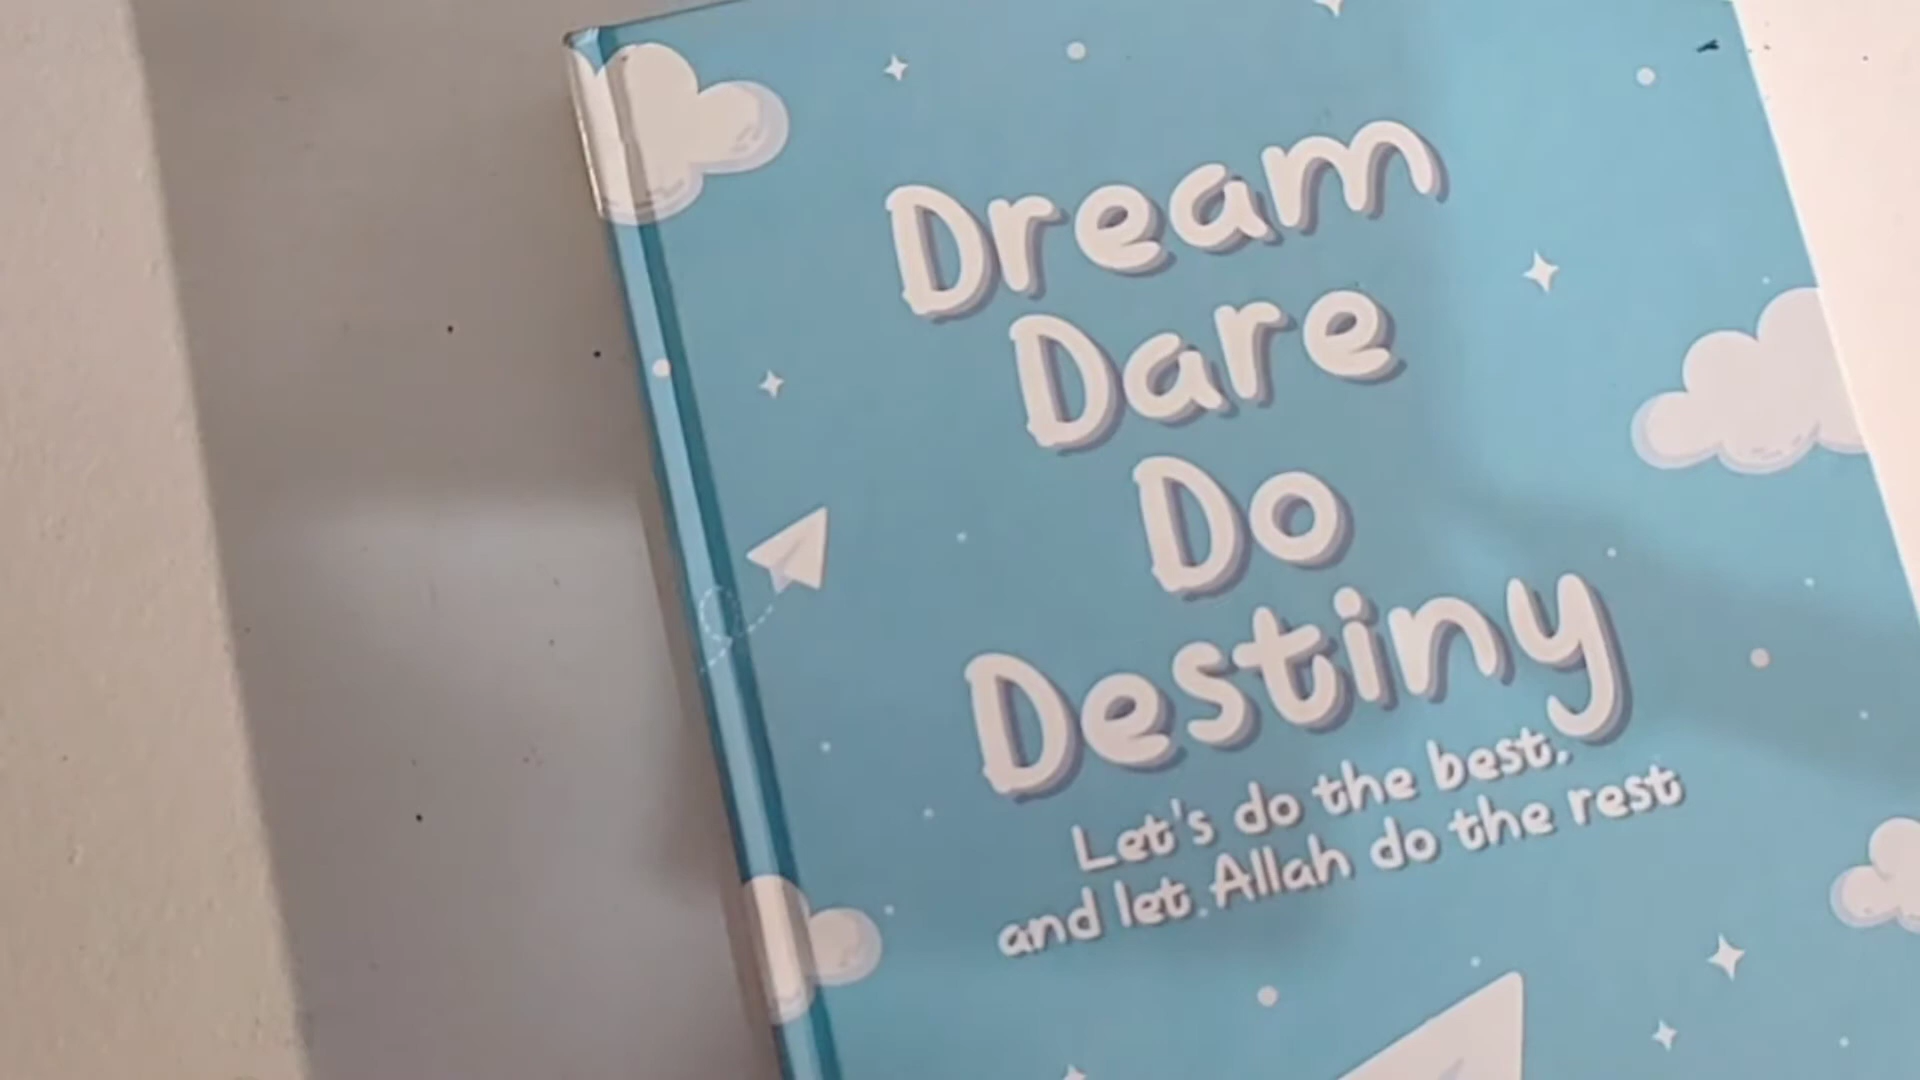 Dream
Dare
Do
Destiny
Let's do the best,
and let Allah do the rest